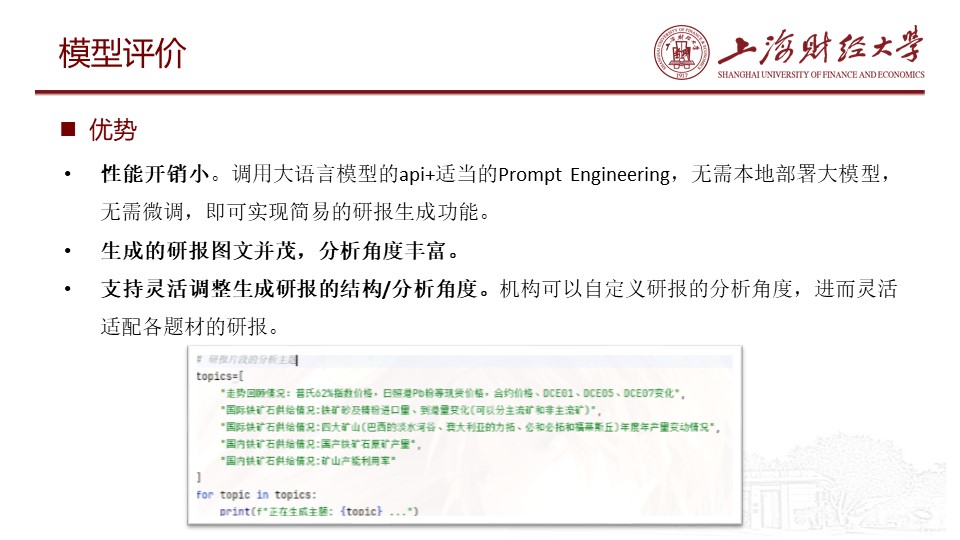 模型评价
上海财经大学
SHANGHAI UNIVERSITY OF FINANCE AND ECONOMICS
1917
优势
• 性能开销小。调用大语言模型的api+适当的Prompt Engineering，无需本地部署大模型，
无需微调，即可实现简易的研报生成功能。
• 生成的研报图文并茂，分析角度丰富。
• 支持灵活调整生成研报的结构/分析角度。机构可以自定义研报的分析角度，进而灵活
适配各题材的研报。
# 研报片段的分析主题
topics=[
"走势回顾情况：普氏62%指数价格，日照港Pb粉等现货价格，合约价格、DCE01、DCE05、DCE07变化",
"国际铁矿石供给情况:铁矿砂及精粉进口量、到港量变化(可以分主流矿和非主流矿)",
"国际铁矿石供给情况:四大矿山(巴西的淡水河谷、澳大利亚的力拓、必和必拓和福蒂斯丘)年度年产量变动情况",
"国内铁矿石供给情况:国产铁矿石原矿产量",
"国内铁矿石供给情况:矿山产能利用率"
]
for topic in topics:
print(f"正在生成主题: {topic} ...")